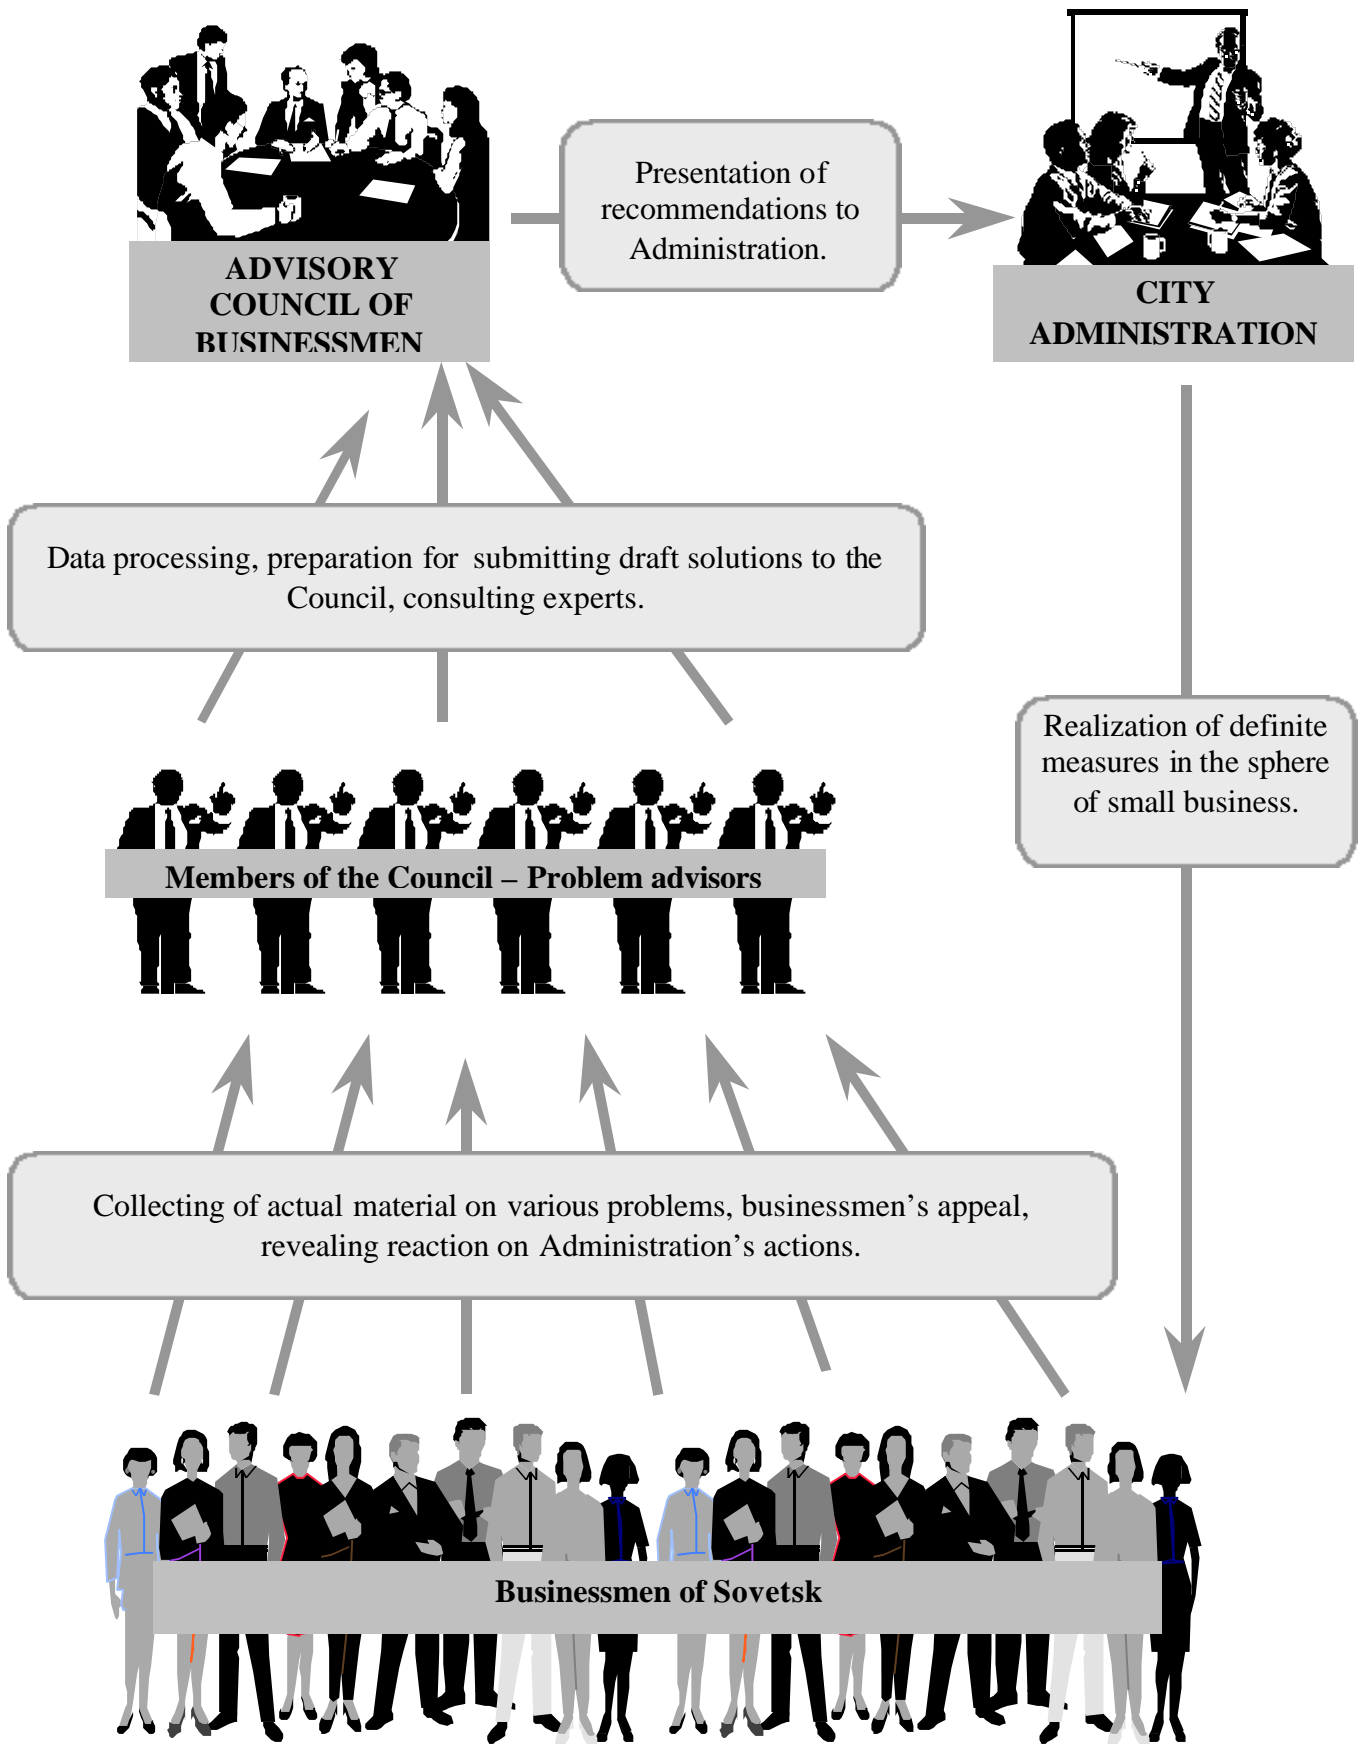 Presentation of
recommendations to
Administration.
ADVISORY
COUNCIL OF
BUSINESSMEN
CITY
ADMINISTRATION
Data processing, preparation for submitting draft solutions to the
Council, consulting experts.
Realization of definite
measures in the sphere
of small business.
Members of the Council – Problem advisors
Collecting of actual material on various problems, businessmen’s appeal,
revealing reaction on Administration’s actions.
Businessmen of Sovetsk